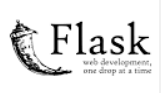 Flask
web development,
one drop at a time